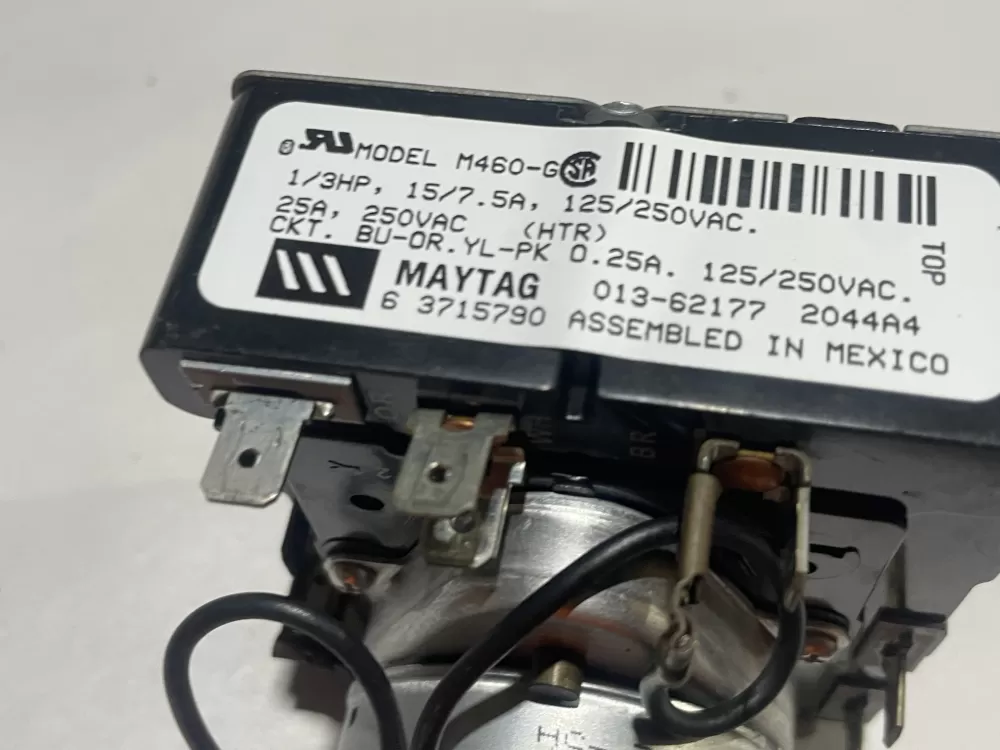 MODEL M460-G
1/3HP, 15/7.5A, 125/250VAC.
25A, 250VAC (HTR)
CKT. BU-OR.YL-PK 0.25A. 125/250VAC.
MAYTAG 013-62177 2044A4
6 3715790 ASSEMBLED IN MEXICO
TOP
BR